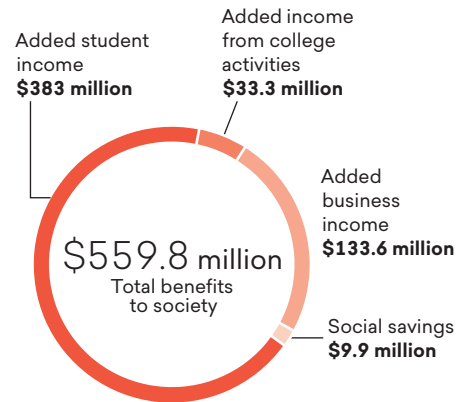 Added student
income
$383 million
Added income
from college
activities
$33.3 million
Added
business
income
$133.6 million
$559.8 million
Total benefits
to society
Social savings
$9.9 million